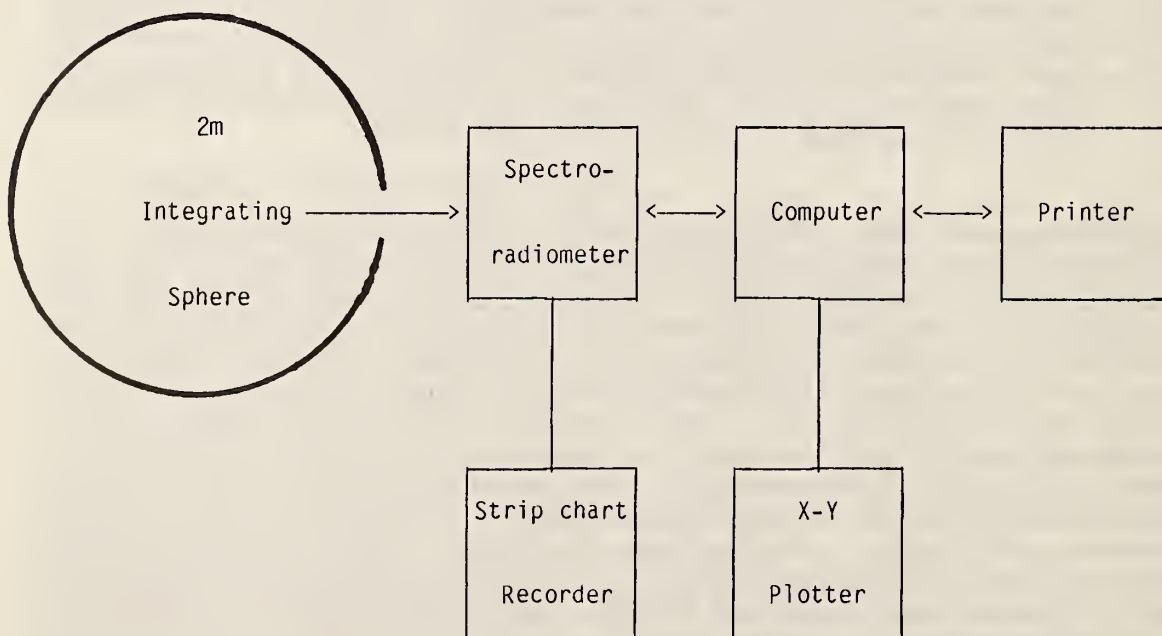 2m
Integrating
Sphere
Spectro-
radiometer
Computer
Printer
Strip chart
Recorder
X-Y
Plotter